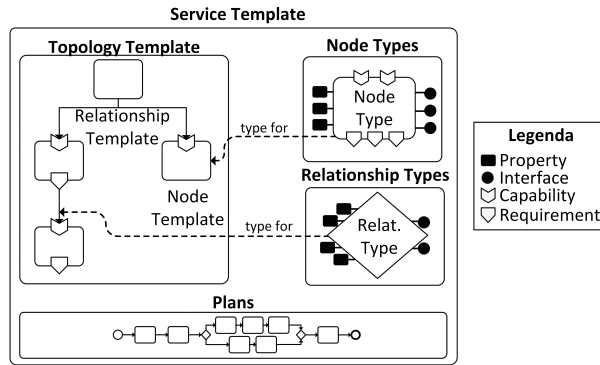 Service Template
Topology Template
Relationship
Template
Node
Template
Node Types
type for
Node
Type
Relationship Types
type for
Relat.
Type
Plans
Legenda
Property
Interface
Capability
Requirement